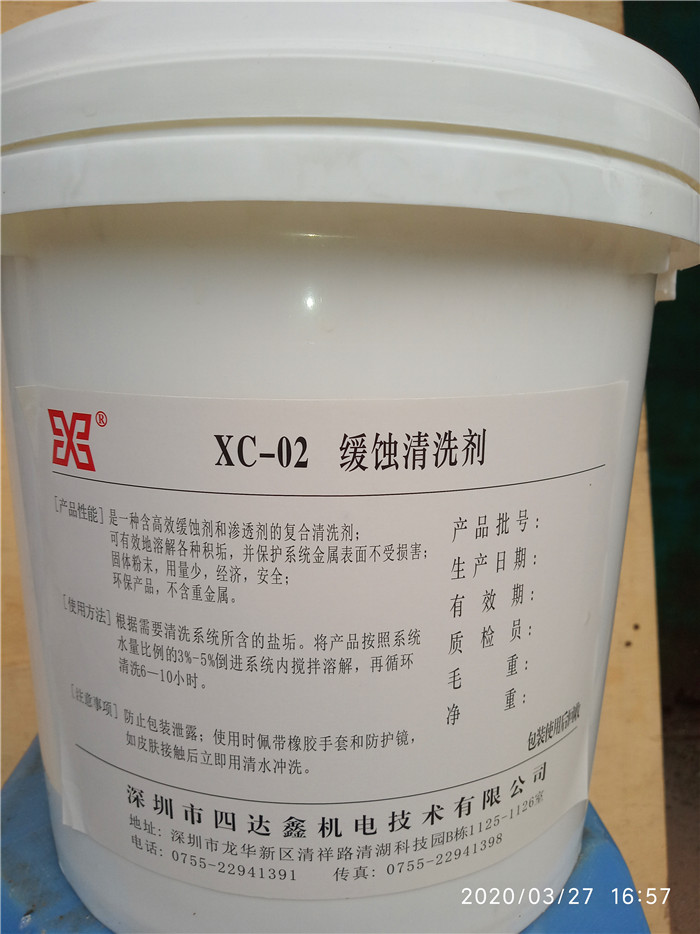 ®
XC-02 缓蚀清洗剂
[产品性能] 是一种含高效缓蚀剂和渗透剂的复合清洗剂；
可有效地溶解各种积垢，并保护系统金属表面不受损害；
固体粉末，用量少，经济，安全；
环保产品，不含重金属。
[使用方法] 根据需要清洗系统所含的盐垢。将产品按照系统
水量比例的3%-5%倒进系统内搅拌溶解，再循环
清洗6—10小时。
[注意事项] 防止包装泄露；使用时佩带橡胶手套和防护镜，
如皮肤接触后立即用清水冲洗。
产品批号：
生产日期：
有效期：
质检员：
毛重：
净重：
包装使用后回收
深圳市四达鑫机电技术有限公司
地址：深圳市龙华新区清祥路清湖科技园B栋1125-1126室
电话：0755-22941391 传真：0755-22941398
2020/03/27 16:57